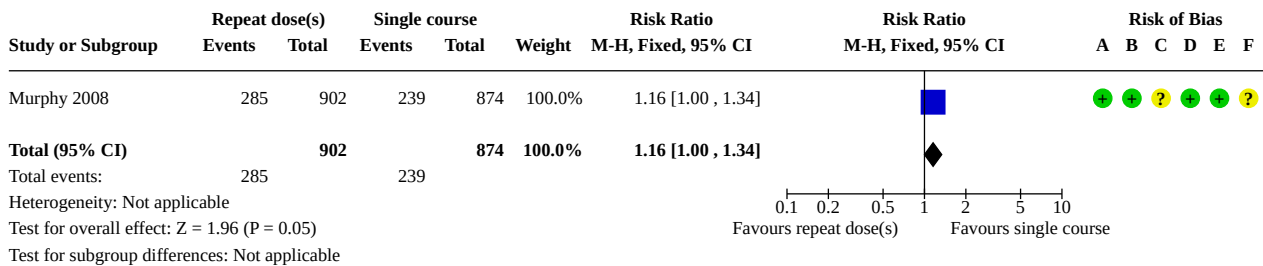 Repeat dose(s) Single course Risk Ratio Risk Ratio Risk of Bias
Study or Subgroup Events Total Events Total Weight M-H, Fixed, 95% CI M-H, Fixed, 95% CI A B C D E F
Murphy 2008 285 902 239 874 100.0% 1.16 [1.00 , 1.34] + + ? + + ?
Total (95% CI) 902 874 100.0% 1.16 [1.00 , 1.34]
Total events: 285 239
Heterogeneity: Not applicable 0.1 0.2 0.5 1 2 5 10
Test for overall effect: Z = 1.96 (P = 0.05) Favours repeat dose(s) Favours single course
Test for subgroup differences: Not applicable